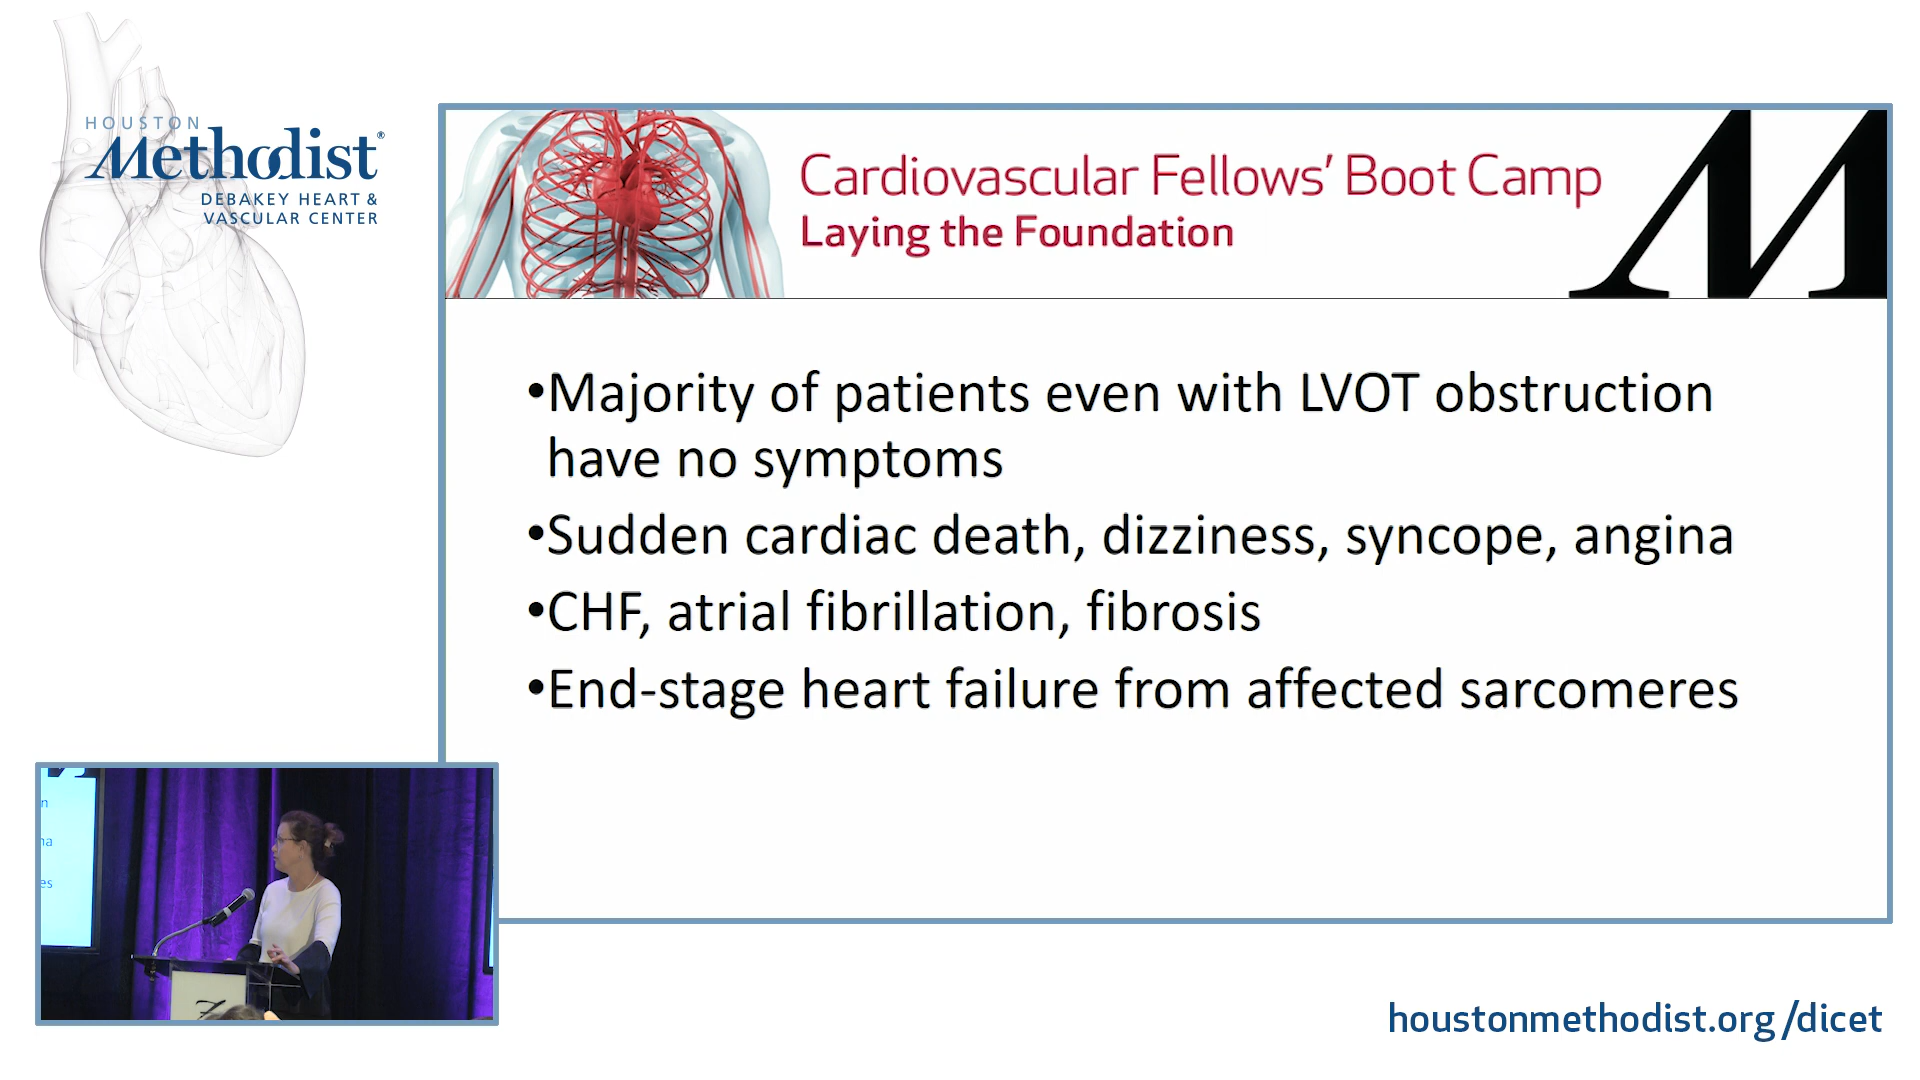 HOUSTON
Methodist®
DEBAKEY HEART &
VASCULAR CENTER
Cardiovascular Fellows' Boot Camp
Laying the Foundation
M
•Majority of patients even with LVOT obstruction
have no symptoms
•Sudden cardiac death, dizziness, syncope, angina
•CHF, atrial fibrillation, fibrosis
•End-stage heart failure from affected sarcomeres
n
na
es
houstonmethodist.org/dicet